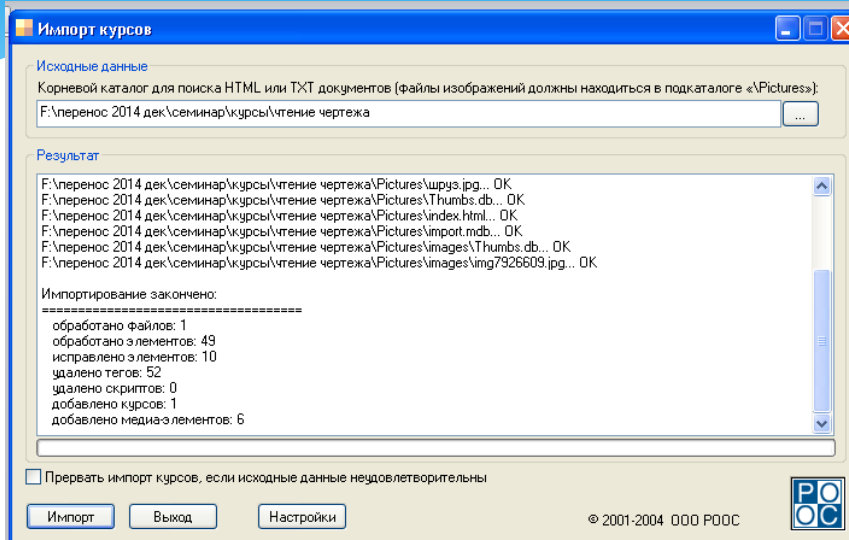 Импорт курсов
Исходные данные
Корневой каталог для поиска HTML или TXT документов (файлы изображений должны находиться в подкаталоге «\Pictures»):
F:\перенос 2014 дек\семинар\курсы\чтение чертежа
...
Результат
F:\перенос 2014 дек\семинар\курсы\чтение чертежа\Pictures\шруз.jpg... OK
F:\перенос 2014 дек\семинар\курсы\чтение чертежа\Pictures\Thumbs.db... OK
F:\перенос 2014 дек\семинар\курсы\чтение чертежа\Pictures\index.html... OK
F:\перенос 2014 дек\семинар\курсы\чтение чертежа\Pictures\import.mdb... OK
F:\перенос 2014 дек\семинар\курсы\чтение чертежа\Pictures\images\Thumbs.db... OK
F:\перенос 2014 дек\семинар\курсы\чтение чертежа\Pictures\images\img7926609.jpg... OK
Импортирование закончено:
====================================
обработано файлов: 1
обработано элементов: 49
исправлено элементов: 10
удалено тегов: 52
удалено скриптов: 0
добавлено курсов: 1
добавлено медиа-элементов: 6
Прервать импорт курсов, если исходные данные неудовлетворительны
Импорт Выход Настройки © 2001-2004 ООО РООС
РО
ОС